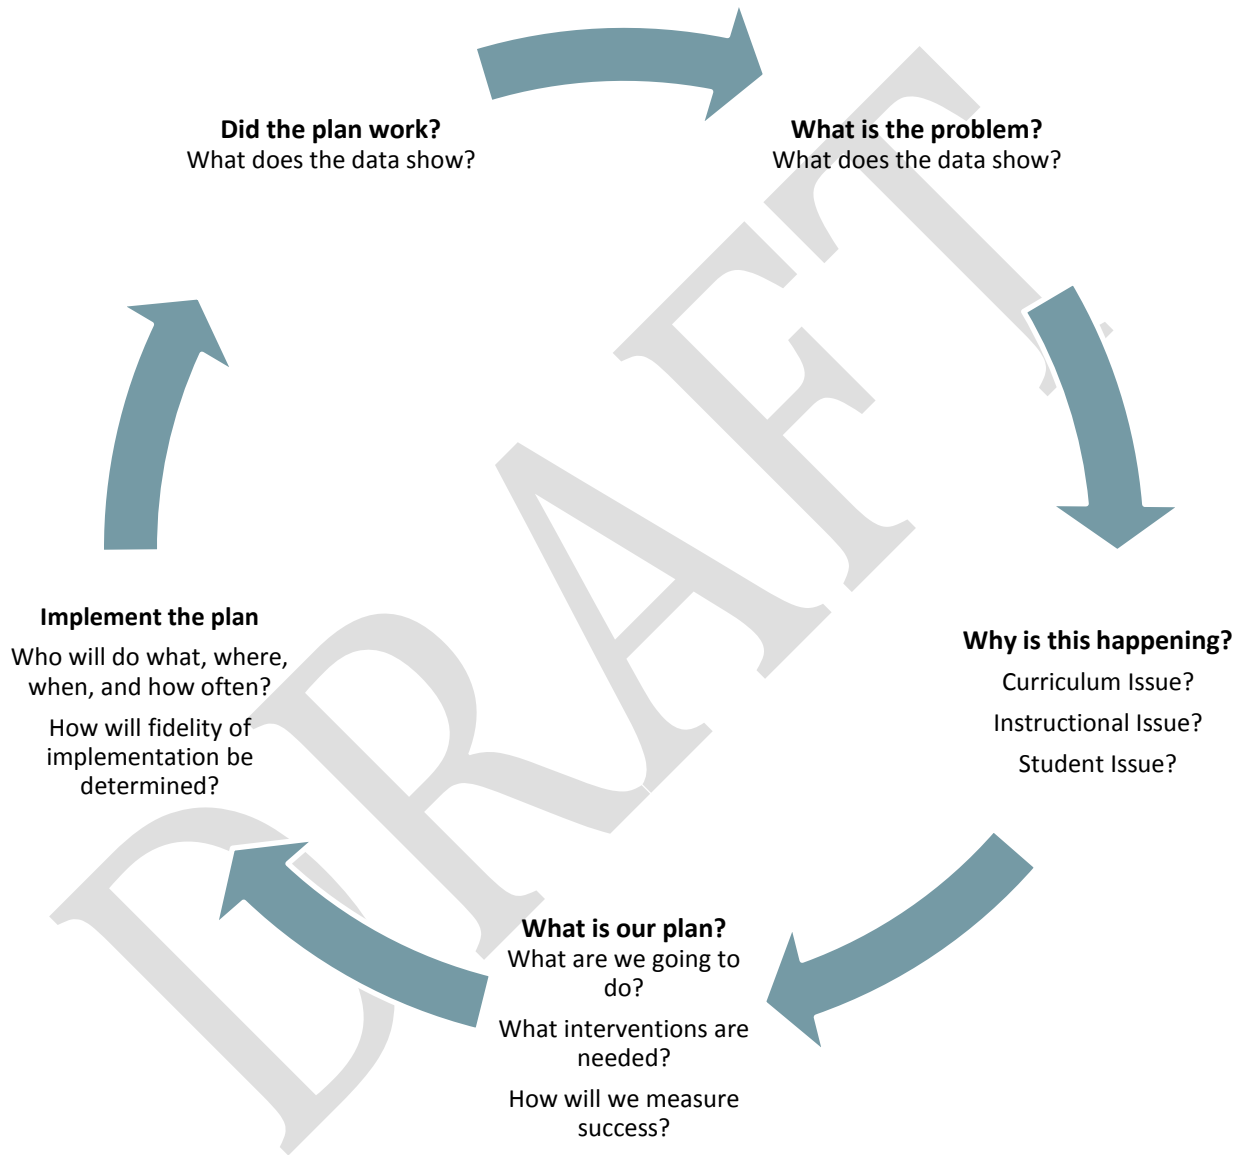 Did the plan work?
What does the data show?
What is the problem?
What does the data show?
Why is this happening?
Curriculum Issue?
Instructional Issue?
Student Issue?
What is our plan?
What are we going to
do?
What interventions are
needed?
How will we measure
success?
Implement the plan
Who will do what, where,
when, and how often?
How will fidelity of
implementation be
determined?
DRAFT